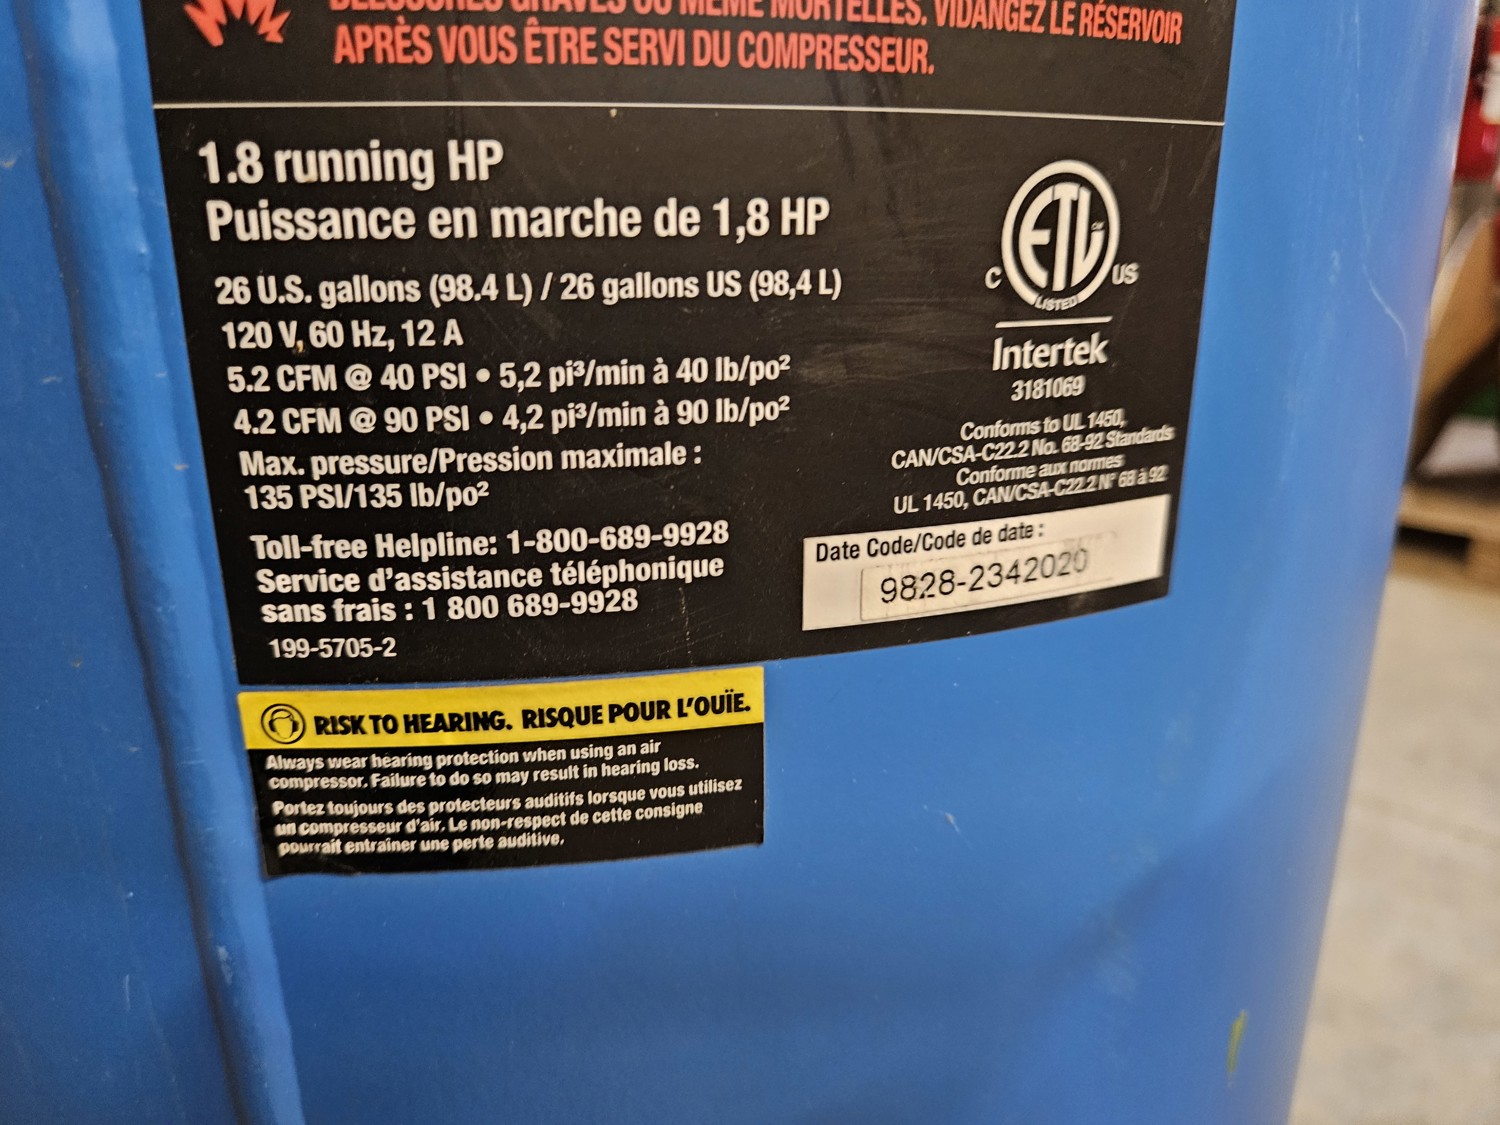 BLESSURES GRAVES OU MÊME MORTELLES. VIDANGEZ LE RÉSERVOIR
APRÈS VOUS ÊTRE SERVI DU COMPRESSEUR.
1.8 running HP
Puissance en marche de 1,8 HP
26 U.S. gallons (98.4 L) / 26 gallons US (98,4 L)
120 V, 60 Hz, 12 A
5.2 CFM @ 40 PSI • 5,2 pi³/min à 40 lb/po²
4.2 CFM @ 90 PSI • 4,2 pi³/min à 90 lb/po²
Max. pressure/Pression maximale :
135 PSI/135 lb/po²
Toll-free Helpline: 1-800-689-9928
Service d'assistance téléphonique
sans frais : 1 800 689-9928
199-5705-2
ETL
C US
LISTED
Intertek
3181069
Conforms to UL 1450,
CAN/CSA-C22.2 No. 68-92 Standards
Conforme aux normes
UL 1450, CAN/CSA-C22.2 N° 68 à 92
Date Code/Code de date :
9828-2342020
RISK TO HEARING. RISQUE POUR L'OUÏE.
Always wear hearing protection when using an air
compressor. Failure to do so may result in hearing loss.
Portez toujours des protecteurs auditifs lorsque vous utilisez
un compresseur d'air. Le non-respect de cette consigne
pourrait entraîner une perte auditive.